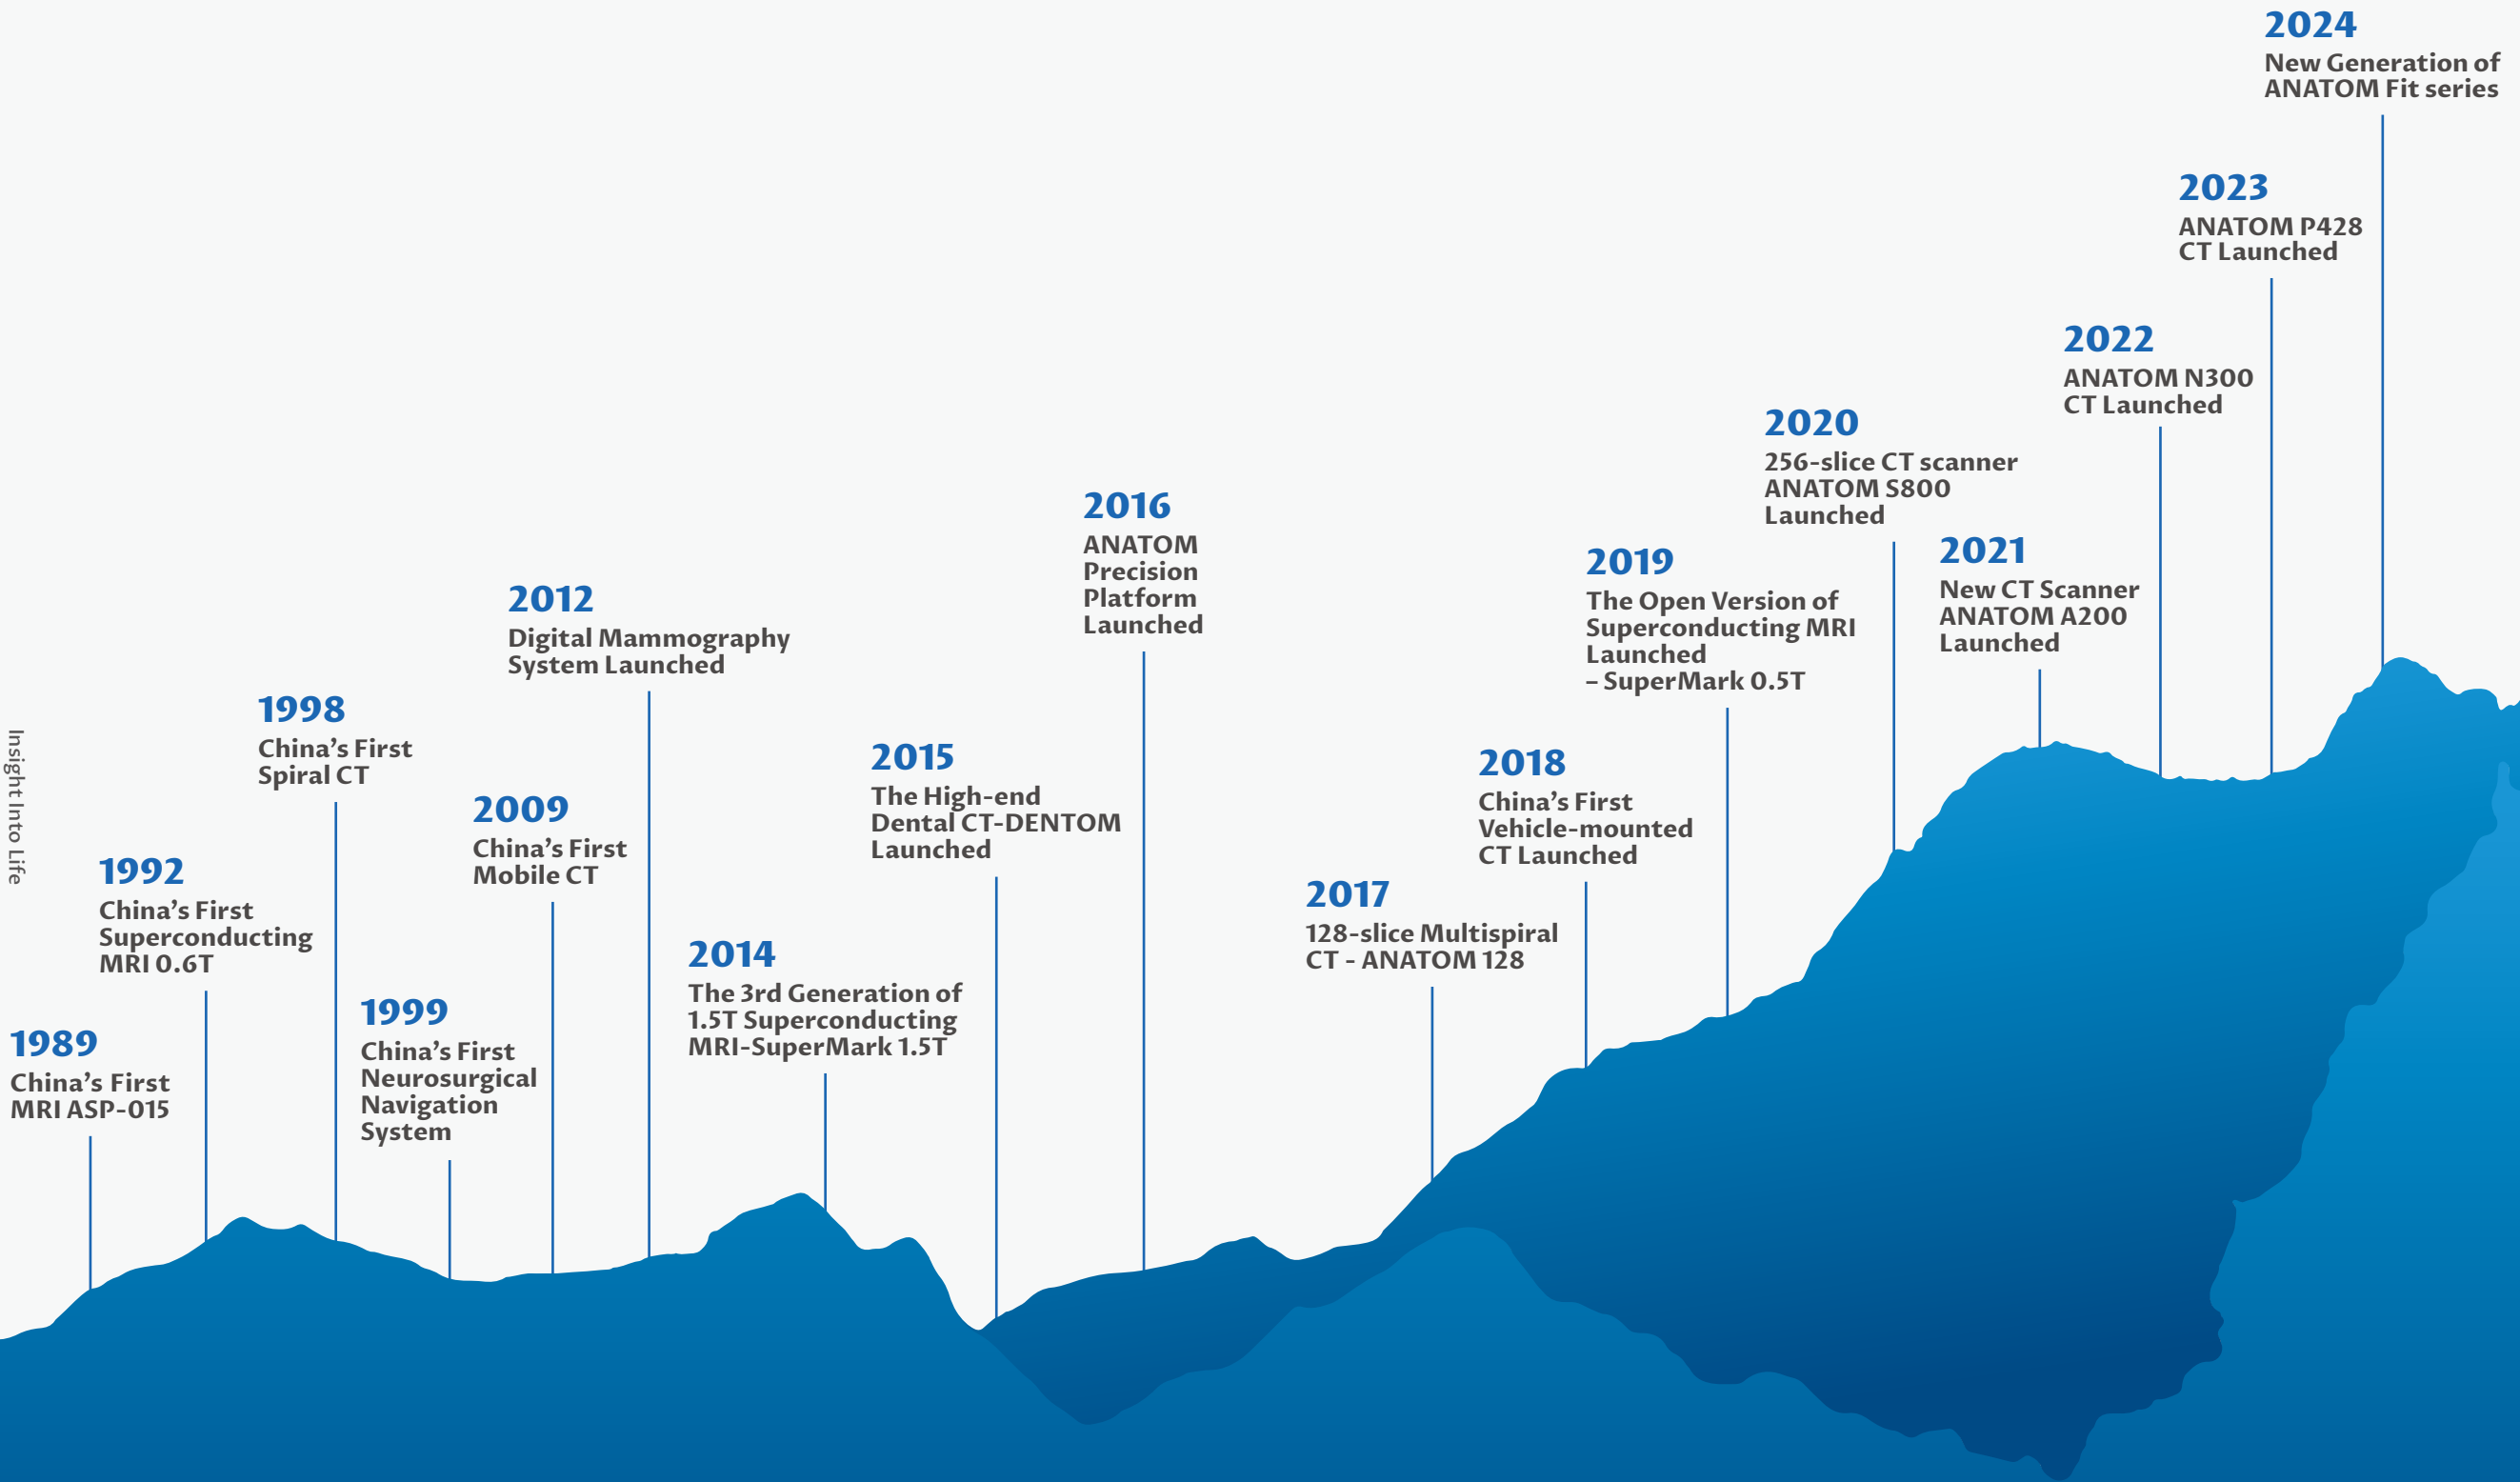 Insight Into Life
1989
China’s First
MRI ASP-015
1992
China’s First
Superconducting
MRI 0.6T
1998
China’s First
Spiral CT
1999
China’s First
Neurosurgical
Navigation
System
2009
China’s First
Mobile CT
2012
Digital Mammography
System Launched
2014
The 3rd Generation of
1.5T Superconducting
MRI-SuperMark 1.5T
2015
The High-end
Dental CT-DENTOM
Launched
2016
ANATOM
Precision
Platform
Launched
2017
128-slice Multispiral
CT - ANATOM 128
2018
China’s First
Vehicle-mounted
CT Launched
2019
The Open Version of
Superconducting MRI
Launched
– SuperMark 0.5T
2020
256-slice CT scanner
ANATOM S800
Launched
2021
New CT Scanner
ANATOM A200
Launched
2022
ANATOM N300
CT Launched
2023
ANATOM P428
CT Launched
2024
New Generation of
ANATOM Fit series